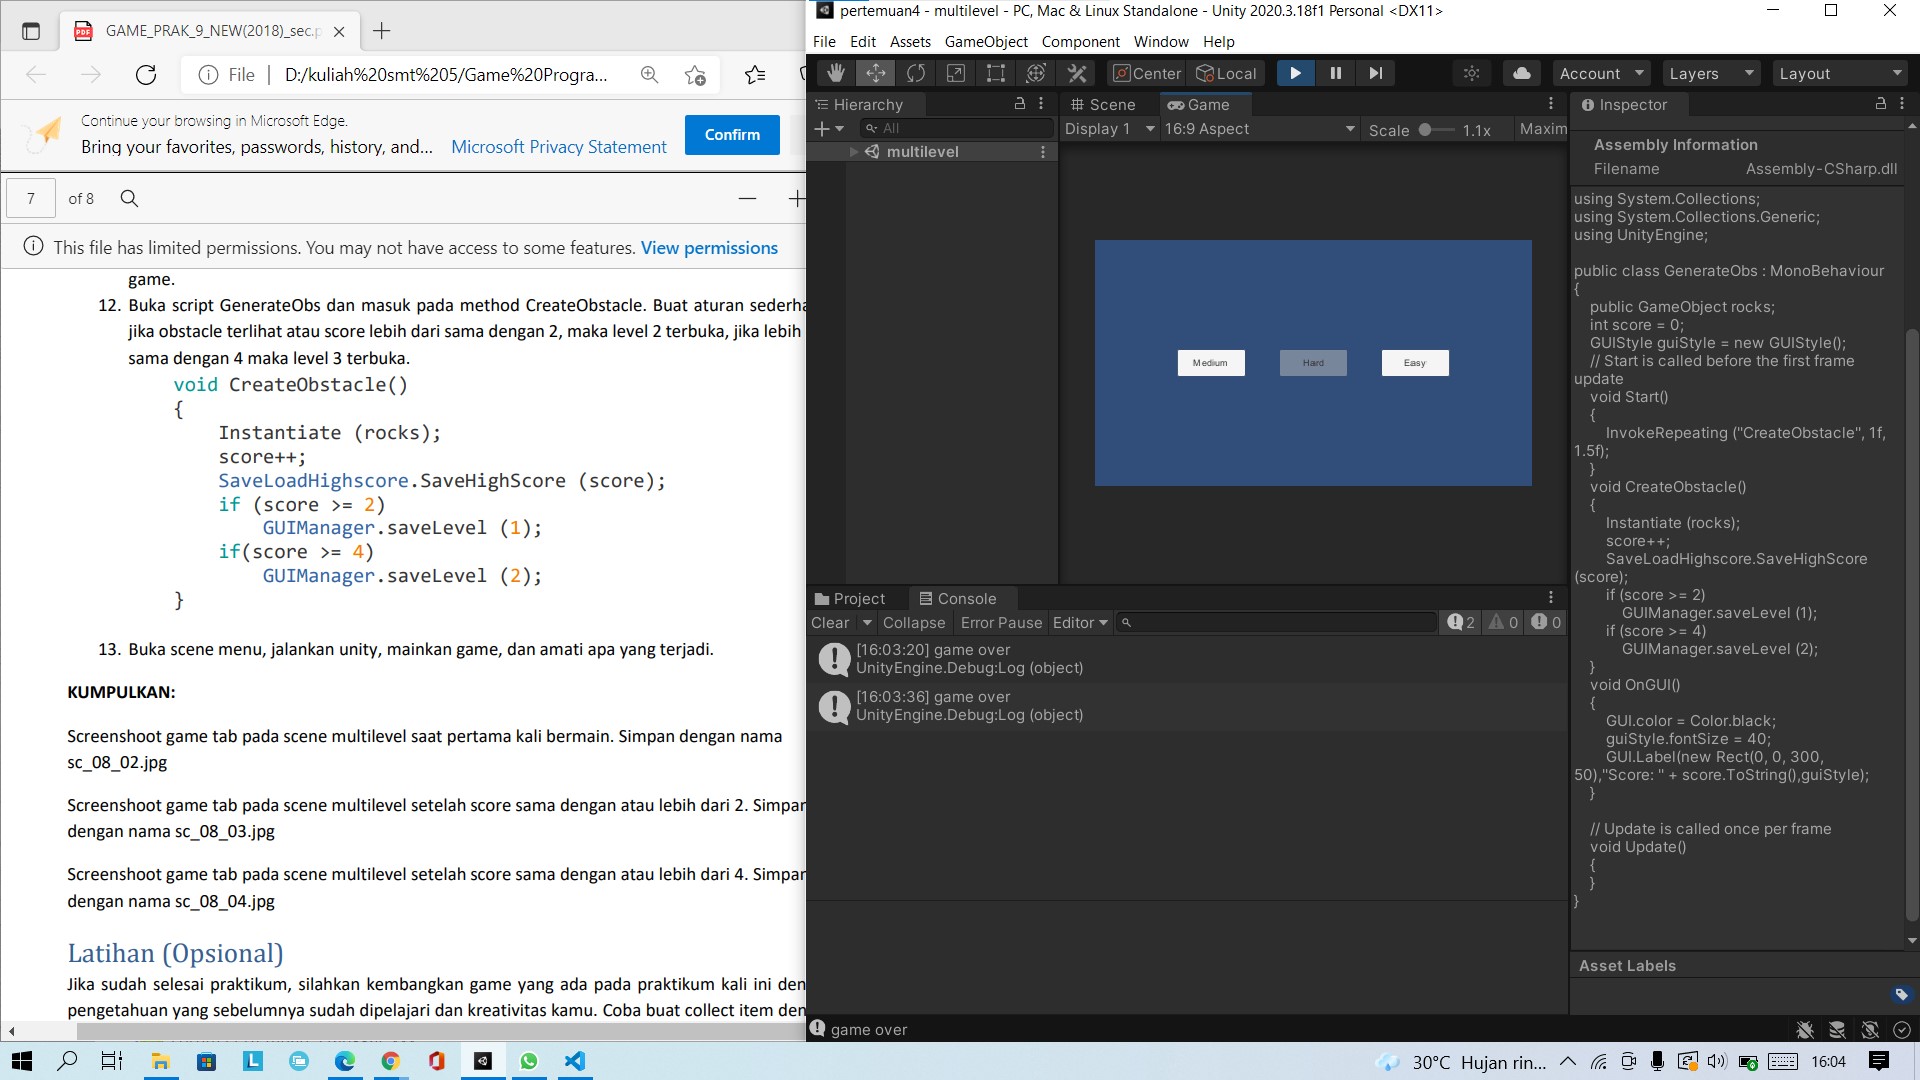 GAME_PRAK_9_NEW(2018)_sec.p
File
D:/kuliah%20smt%205/Game%20Progra...
Continue your browsing in Microsoft Edge.
Bring your favorites, passwords, history, and...
Microsoft Privacy Statement
Confirm
7 of 8
This file has limited permissions. You may not have access to some features. View permissions
game.
12. Buka script GenerateObs dan masuk pada method CreateObstacle. Buat aturan sederha
jika obstacle terlihat atau score lebih dari sama dengan 2, maka level 2 terbuka, jika lebih
sama dengan 4 maka level 3 terbuka.
void CreateObstacle()
{
Instantiate (rocks);
score++;
SaveLoadHighscore.SaveHighScore (score);
if (score >= 2)
GUIManager.saveLevel (1);
if(score >= 4)
GUIManager.saveLevel (2);
}
13. Buka scene menu, jalankan unity, mainkan game, dan amati apa yang terjadi.
KUMPULKAN:
Screenshoot game tab pada scene multilevel saat pertama kali bermain. Simpan dengan nama
sc_08_02.jpg
Screenshoot game tab pada scene multilevel setelah score sama dengan atau lebih dari 2. Simpan
dengan nama sc_08_03.jpg
Screenshoot game tab pada scene multilevel setelah score sama dengan atau lebih dari 4. Simpan
dengan nama sc_08_04.jpg
Latihan (Opsional)
Jika sudah selesai praktikum, silahkan kembangkan game yang ada pada praktikum kali ini den
pengetahuan yang sebelumnya sudah dipelajari dan kreativitas kamu. Coba buat collect item den
pertemuan4 - multilevel - PC, Mac & Linux Standalone - Unity 2020.3.18f1 Personal <DX11>
File Edit Assets GameObject Component Window Help
Center Local
Account Layers Layout
Hierarchy
All
multilevel
Scene Game
Display 1 16:9 Aspect Scale 1.1x Maxim
Medium Hard Easy
Project Console
Clear Collapse Error Pause Editor
2 0 0
[16:03:20] game over
UnityEngine.Debug:Log (object)
[16:03:36] game over
UnityEngine.Debug:Log (object)
game over
Inspector
Assembly Information
Filename Assembly-CSharp.dll
using System.Collections;
using System.Collections.Generic;
using UnityEngine;
public class GenerateObs : MonoBehaviour
{
public GameObject rocks;
int score = 0;
GUIStyle guiStyle = new GUIStyle();
// Start is called before the first frame
update
void Start()
{
InvokeRepeating ("CreateObstacle", 1f,
1.5f);
}
void CreateObstacle()
{
Instantiate (rocks);
score++;
SaveLoadHighscore.SaveHighScore
(score);
if (score >= 2)
GUIManager.saveLevel (1);
if (score >= 4)
GUIManager.saveLevel (2);
}
void OnGUI()
{
GUI.color = Color.black;
guiStyle.fontSize = 40;
GUI.Label(new Rect(0, 0, 300,
50),"Score: " + score.ToString(),guiStyle);
}
// Update is called once per frame
void Update()
{
}
}
Asset Labels
30°C Hujan rin...
16:04